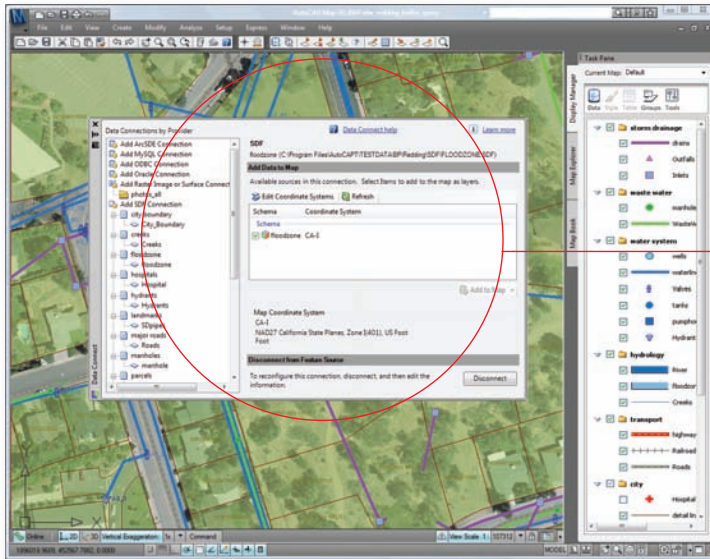 File Edit View Create Modify Analyze Setup Express Window Help
Task Pane
Current Map: Default
Data Style Table Groups Tools
Display Manager
Map Explorer
Map Book
storm drainage
drains
Outfalls
Inlets
waste water
manhole
water system
wells
waterline
Valves
tanks
Hydrant
hydrology
River
Creeks
transport
highway
Railroad
Roads
city
Hospital
detail lin
Data Connect
Data Connections by Provider
Add ArcSDE Connection
Add MySQL Connection
Add ODBC Connection
Add Oracle Connection
Add Raster Image or Surface Connect
photos_all
Add SDF Connection
city_boundary
City_Boundary
creeks
Creeks
floodzone
floodzone
hospitals
Hospital
hydrants
Hydrants
landmarks
SDpipe
major roads
Roads
manholes
manhole
parcels
Data Connect help
Learn more
SDF
Add Data to Map
Available sources in this connection. Select Items to add to the map as layers.
Edit Coordinate Systems Refresh
Schema Coordinate System
Schema
floodzone CA-I
Add to Map
Map Coordinate System
CA-I
NAD27 California State Planes, Zone I(401), US Foot
Foot
Disconnect from Feature Source
To reconfigure this connection, disconnect, and then edit the
information.
Disconnect
X
Online 2D 3D Vertical Exaggeration: 1x Command
View Scale 1: 107312
MODEL